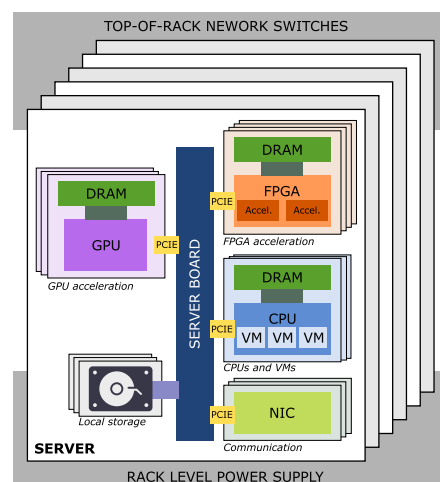 TOP-OF-RACK NEWORK SWITCHES
DRAM
GPU
PCIE
GPU acceleration
Local storage
SERVER BOARD
DRAM
FPGA
Accel.
Accel.
PCIE
FPGA acceleration
DRAM
CPU
VM
VM
VM
PCIE
CPUs and VMs
NIC
PCIE
Communication
SERVER
RACK LEVEL POWER SUPPLY